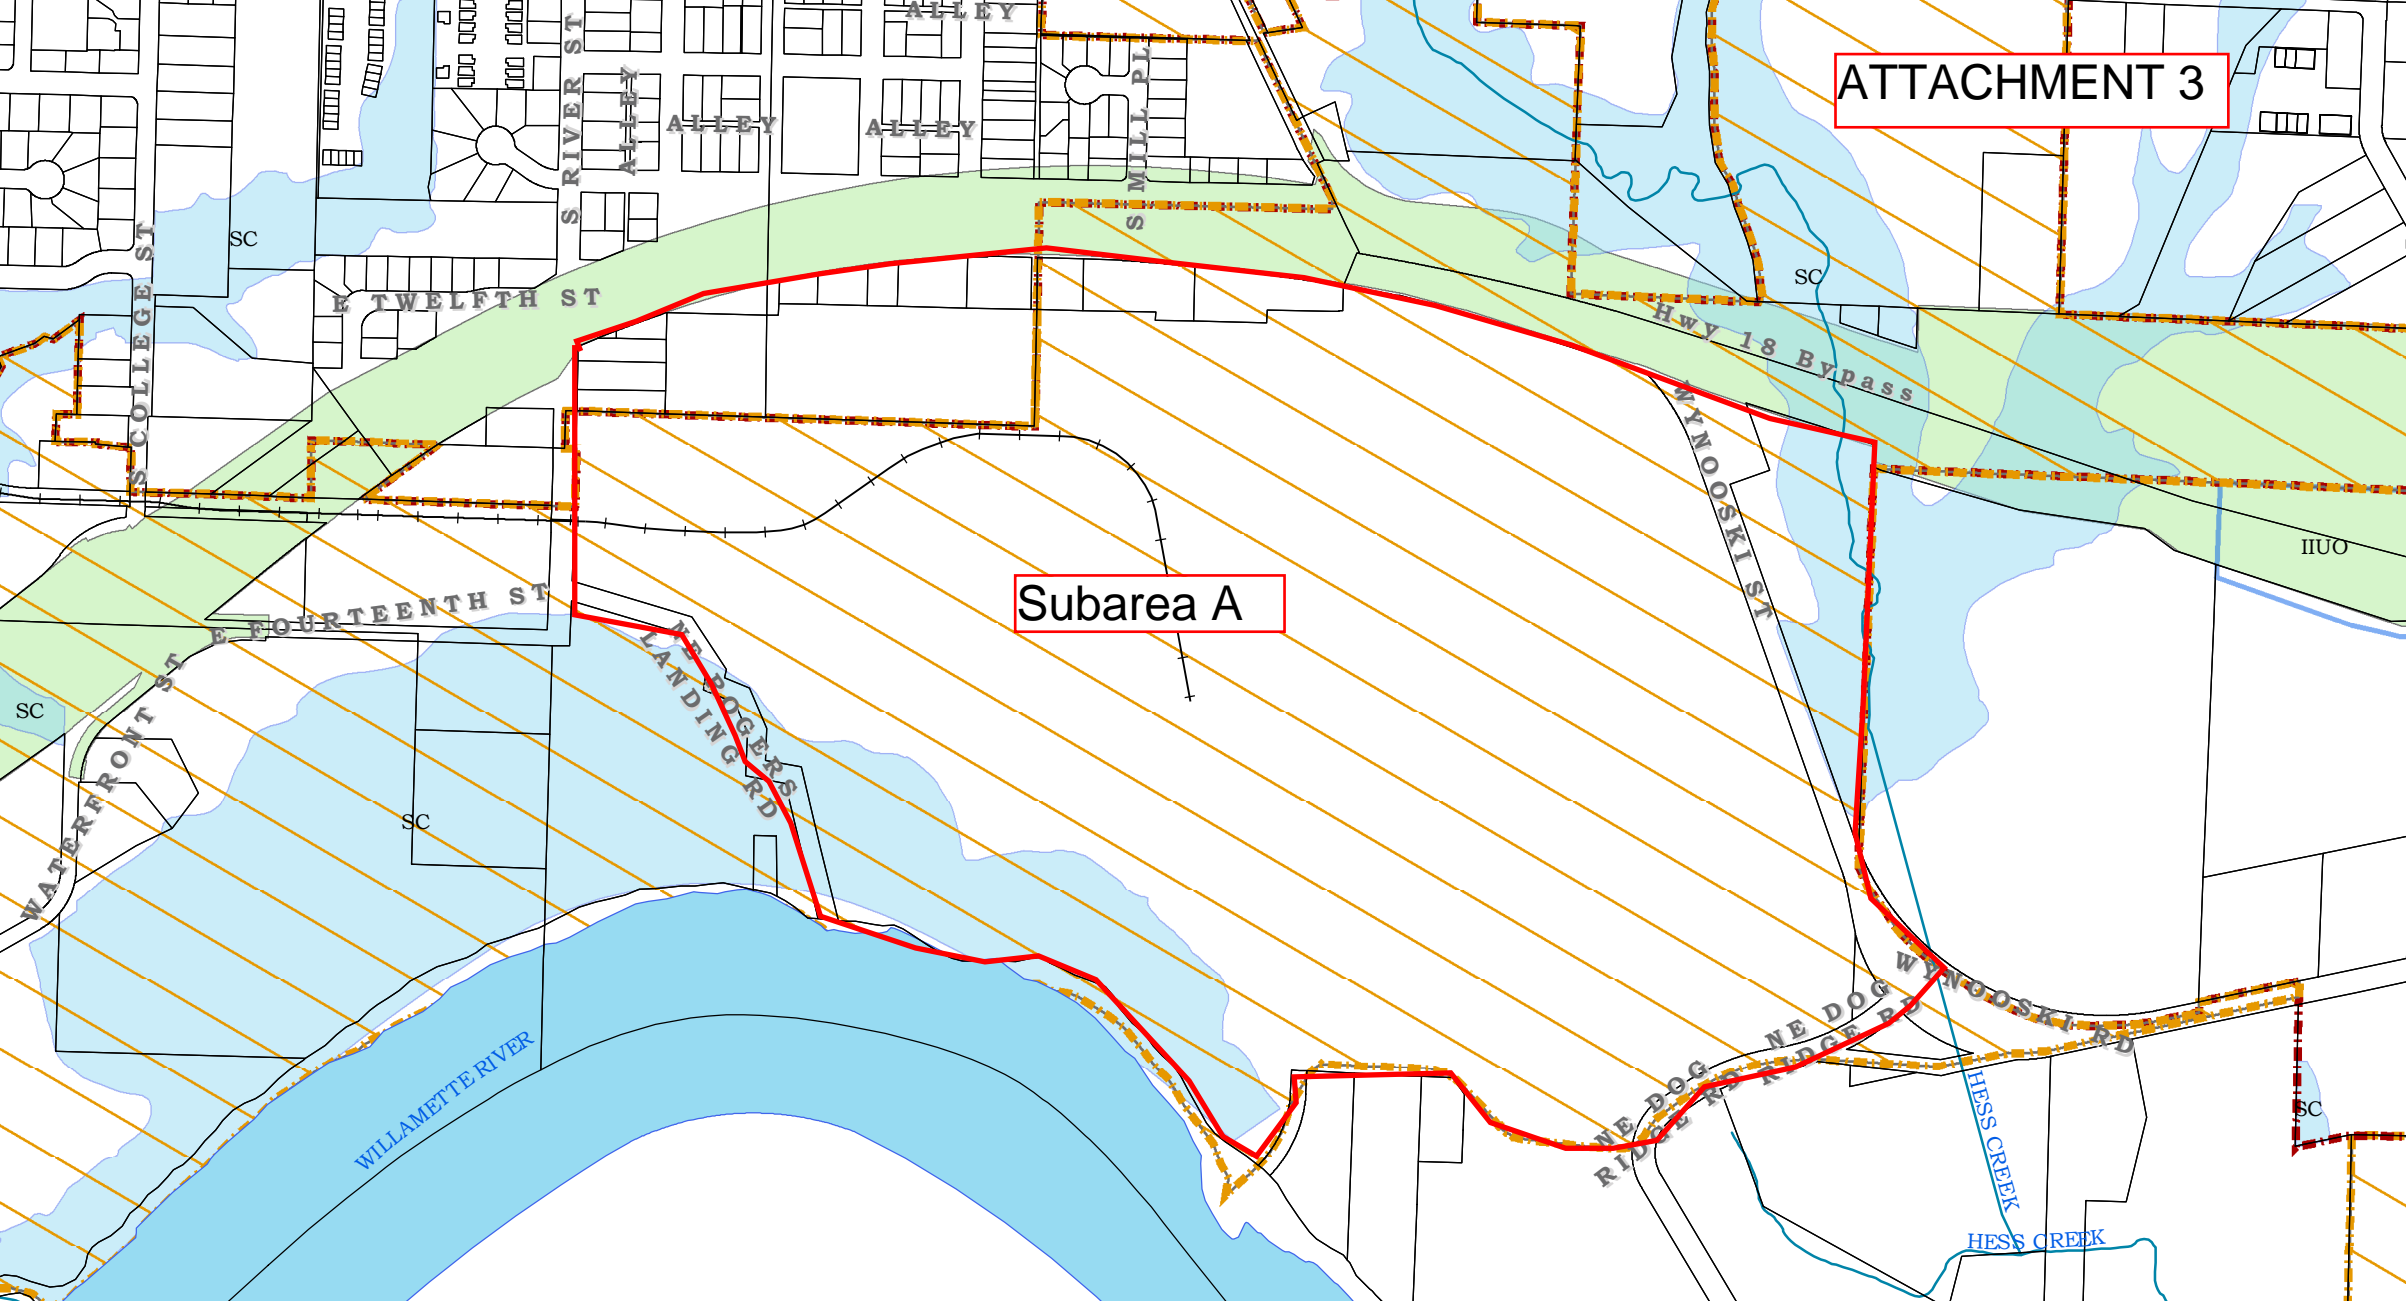 ALLEY
ATTACHMENT 3
S RIVER ST
ALLEY
ALLEY
ALLEY
S MILL PL
SC
S COLLEGE ST
E TWELFTH ST
SC
Hwy 18 Bypass
WYNOOSKI ST
IIUO
Subarea A
E FOURTEENTH ST
NE ROGERS
LANDING RD
SC
WATERFRONT ST
SC
WILLAMETTE RIVER
WYNOOSKI RD
NE DOG
RIDGE RD
NE DOG
RIDGE RD
HESS CREEK
SC
HESS CREEK